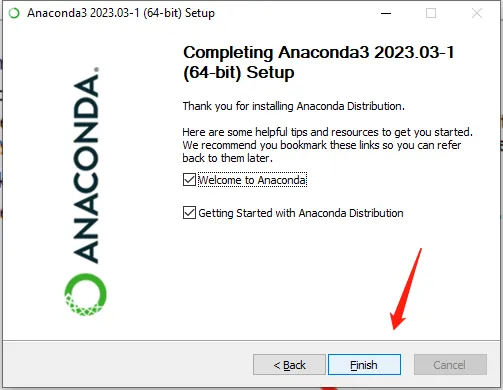 Anaconda3 2023.03-1 (64-bit) Setup
Completing Anaconda3 2023.03-1
(64-bit) Setup
Thank you for installing Anaconda Distribution.
Here are some helpful tips and resources to get you started.
We recommend you bookmark these links so you can refer
back to them later.
Welcome to Anaconda
Getting Started with Anaconda Distribution
ANACONDA.
< Back
Finish
Cancel